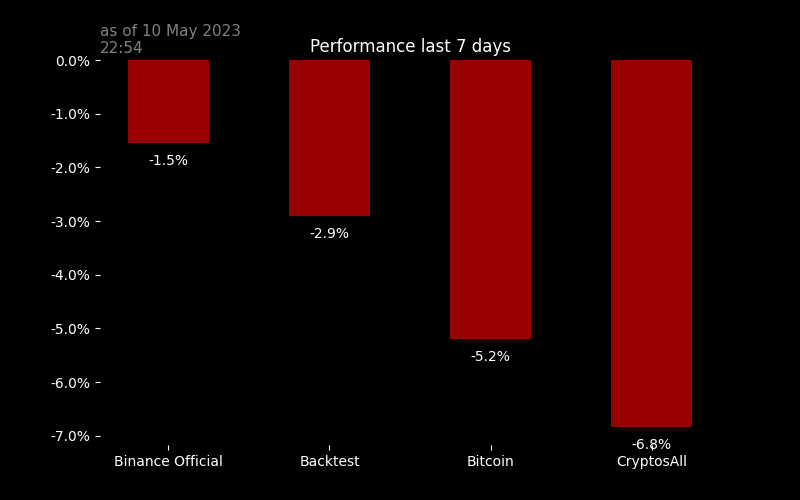 as of 10 May 2023
22:54
Performance last 7 days
0.0%
-1.0%
-2.0%
-3.0%
-4.0%
-5.0%
-6.0%
-7.0%
-1.5%
-2.9%
-5.2%
-6.8%
Binance Official
Backtest
Bitcoin
CryptosAll